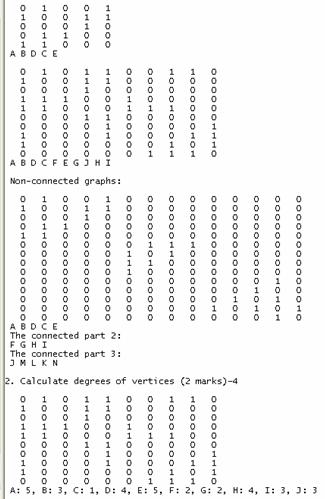 0 1 0 0 1
1 0 0 1 1
0 0 0 1 0
0 1 1 0 0
1 1 0 0 0
A B D C E
0 1 0 1 1 0 0 1 1 0
1 0 0 1 1 0 0 0 0 0
0 0 0 1 0 0 0 0 0 0
1 1 1 0 0 1 0 0 0 0
1 1 0 0 0 1 1 1 0 0
0 0 0 1 1 0 0 0 0 0
0 0 0 0 1 0 0 0 0 1
1 0 0 0 1 0 0 0 1 1
1 0 0 0 0 0 0 1 0 1
0 0 0 0 0 0 1 1 1 0
A B D C F E G J H I
Non-connected graphs:
0 1 0 0 1 0 0 0 0 0 0 0 0 0
1 0 0 1 1 0 0 0 0 0 0 0 0 0
0 0 0 1 0 0 0 0 0 0 0 0 0 0
0 1 1 0 0 0 0 0 0 0 0 0 0 0
1 1 0 0 0 0 0 0 0 0 0 0 0 0
0 0 0 0 0 0 1 1 1 0 0 0 0 0
0 0 0 0 0 1 0 1 0 0 0 0 0 0
0 0 0 0 0 1 1 0 0 0 0 0 0 0
0 0 0 0 0 1 0 0 0 0 0 0 0 0
0 0 0 0 0 0 0 0 0 0 0 0 1 0
0 0 0 0 0 0 0 0 0 0 0 1 0 0
0 0 0 0 0 0 0 0 0 0 1 0 1 0
0 0 0 0 0 0 0 0 0 1 0 1 0 1
0 0 0 0 0 0 0 0 0 0 0 0 1 0
A B D C E
The connected part 2:
F G H I
The connected part 3:
J M L K N
2. Calculate degrees of vertices (2 marks)-4
0 1 0 1 1 0 0 1 1 0
1 0 0 1 1 0 0 0 0 0
0 0 0 1 0 0 0 0 0 0
1 1 1 0 0 1 0 0 0 0
1 1 0 0 0 1 1 1 0 0
0 0 0 1 1 0 0 0 0 0
0 0 0 0 1 0 0 0 0 1
1 0 0 0 1 0 0 0 1 1
1 0 0 0 0 0 0 1 0 1
0 0 0 0 0 0 1 1 1 0
A: 5, B: 3, C: 1, D: 4, E: 5, F: 2, G: 2, H: 4, I: 3, J: 3